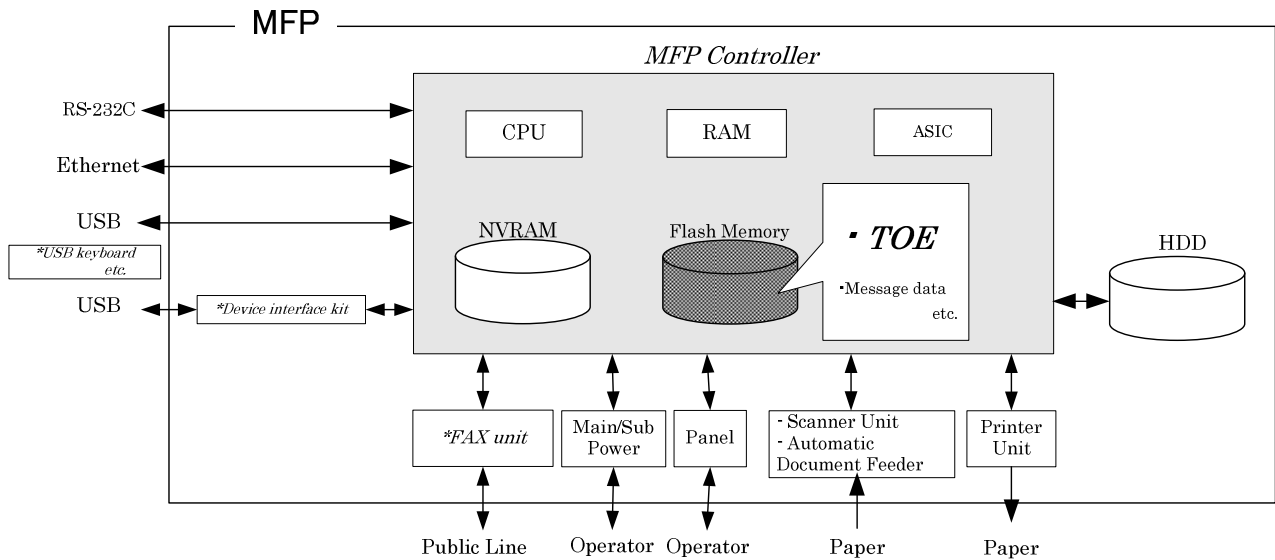 MFP
MFP Controller
RS-232C
CPU
RAM
ASIC
Ethernet
USB
NVRAM
Flash Memory
・TOE
HDD
*USB keyboard
etc.
・Message data
etc.
USB
*Device interface kit
*FAX unit
Main/Sub
Power
Panel
・Scanner Unit
・Automatic
Document Feeder
Printer
Unit
Public Line
Operator
Operator
Paper
Paper